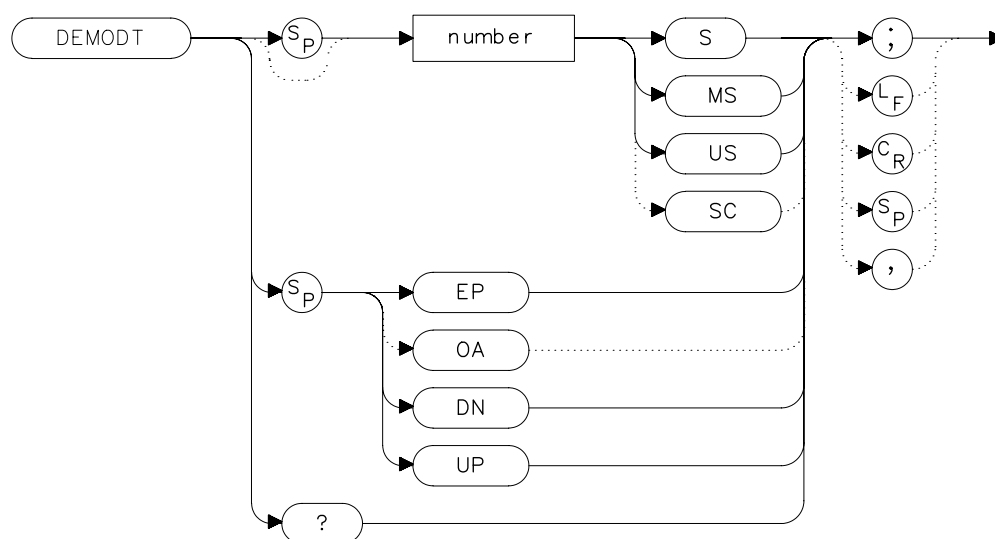 DEMODT
SP
number
S
;
MS
LF
US
CR
SC
SP
,
SP
EP
OA
DN
UP
?